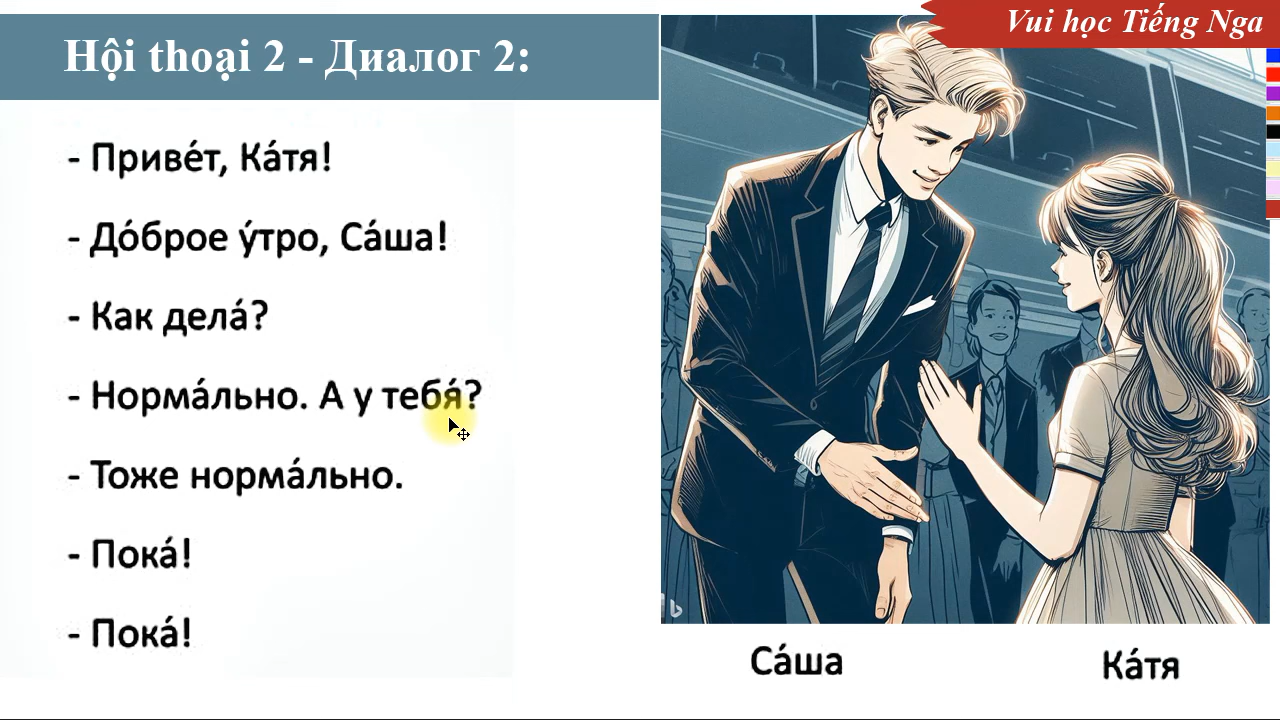 Vui học Tiếng Nga
Hội thoại 2 - Диалог 2:
- Приве́т, Ка́тя!
- До́брое у́тро, Са́ша!
- Как дела́?
- Норма́льно. А у тебя́?
- Тоже норма́льно.
- Пока́!
- Пока́!
Са́ша
Ка́тя